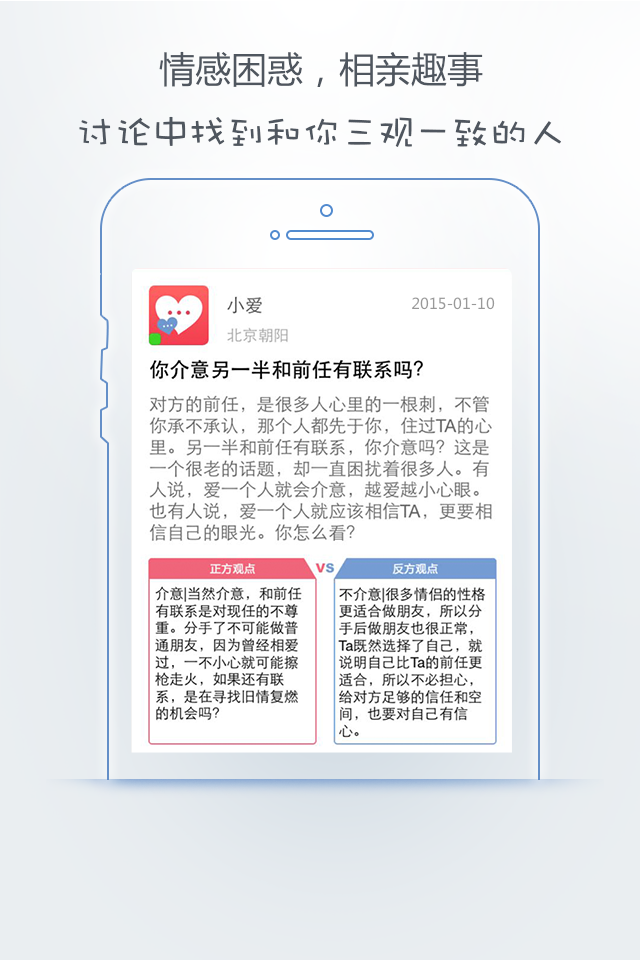 情感困惑，相亲趣事
讨论中找到和你三观一致的人
小爱
2015-01-10
北京朝阳
你介意另一半和前任有联系吗？
对方的前任，是很多人心里的一根刺，不管
你承不承认，那个人都先于你，住过TA的心
里。另一半和前任有联系，你介意吗？这是
一个很老的话题，却一直困扰着很多人。有
人说，爱一个人就会介意，越爱越小心眼。
也有人说，爱一个人就应该相信TA，更要相
信自己的眼光。你怎么看？
正方观点
VS
反方观点
介意|当然介意，和前任
有联系是对现任的不尊
重。分手了不可能做普
通朋友，因为曾经相爱
过，一不小心就可能擦
枪走火，如果还有联
系，是在寻找旧情复燃
的机会吗？
不介意|很多情侣的性格
更适合做朋友，所以分
手后做朋友也很正常，
Ta既然选择了自己，就
说明自己比Ta的前任更
适合，所以不必担心，
给对方足够的信任和空
间，也要对自己有信
心。